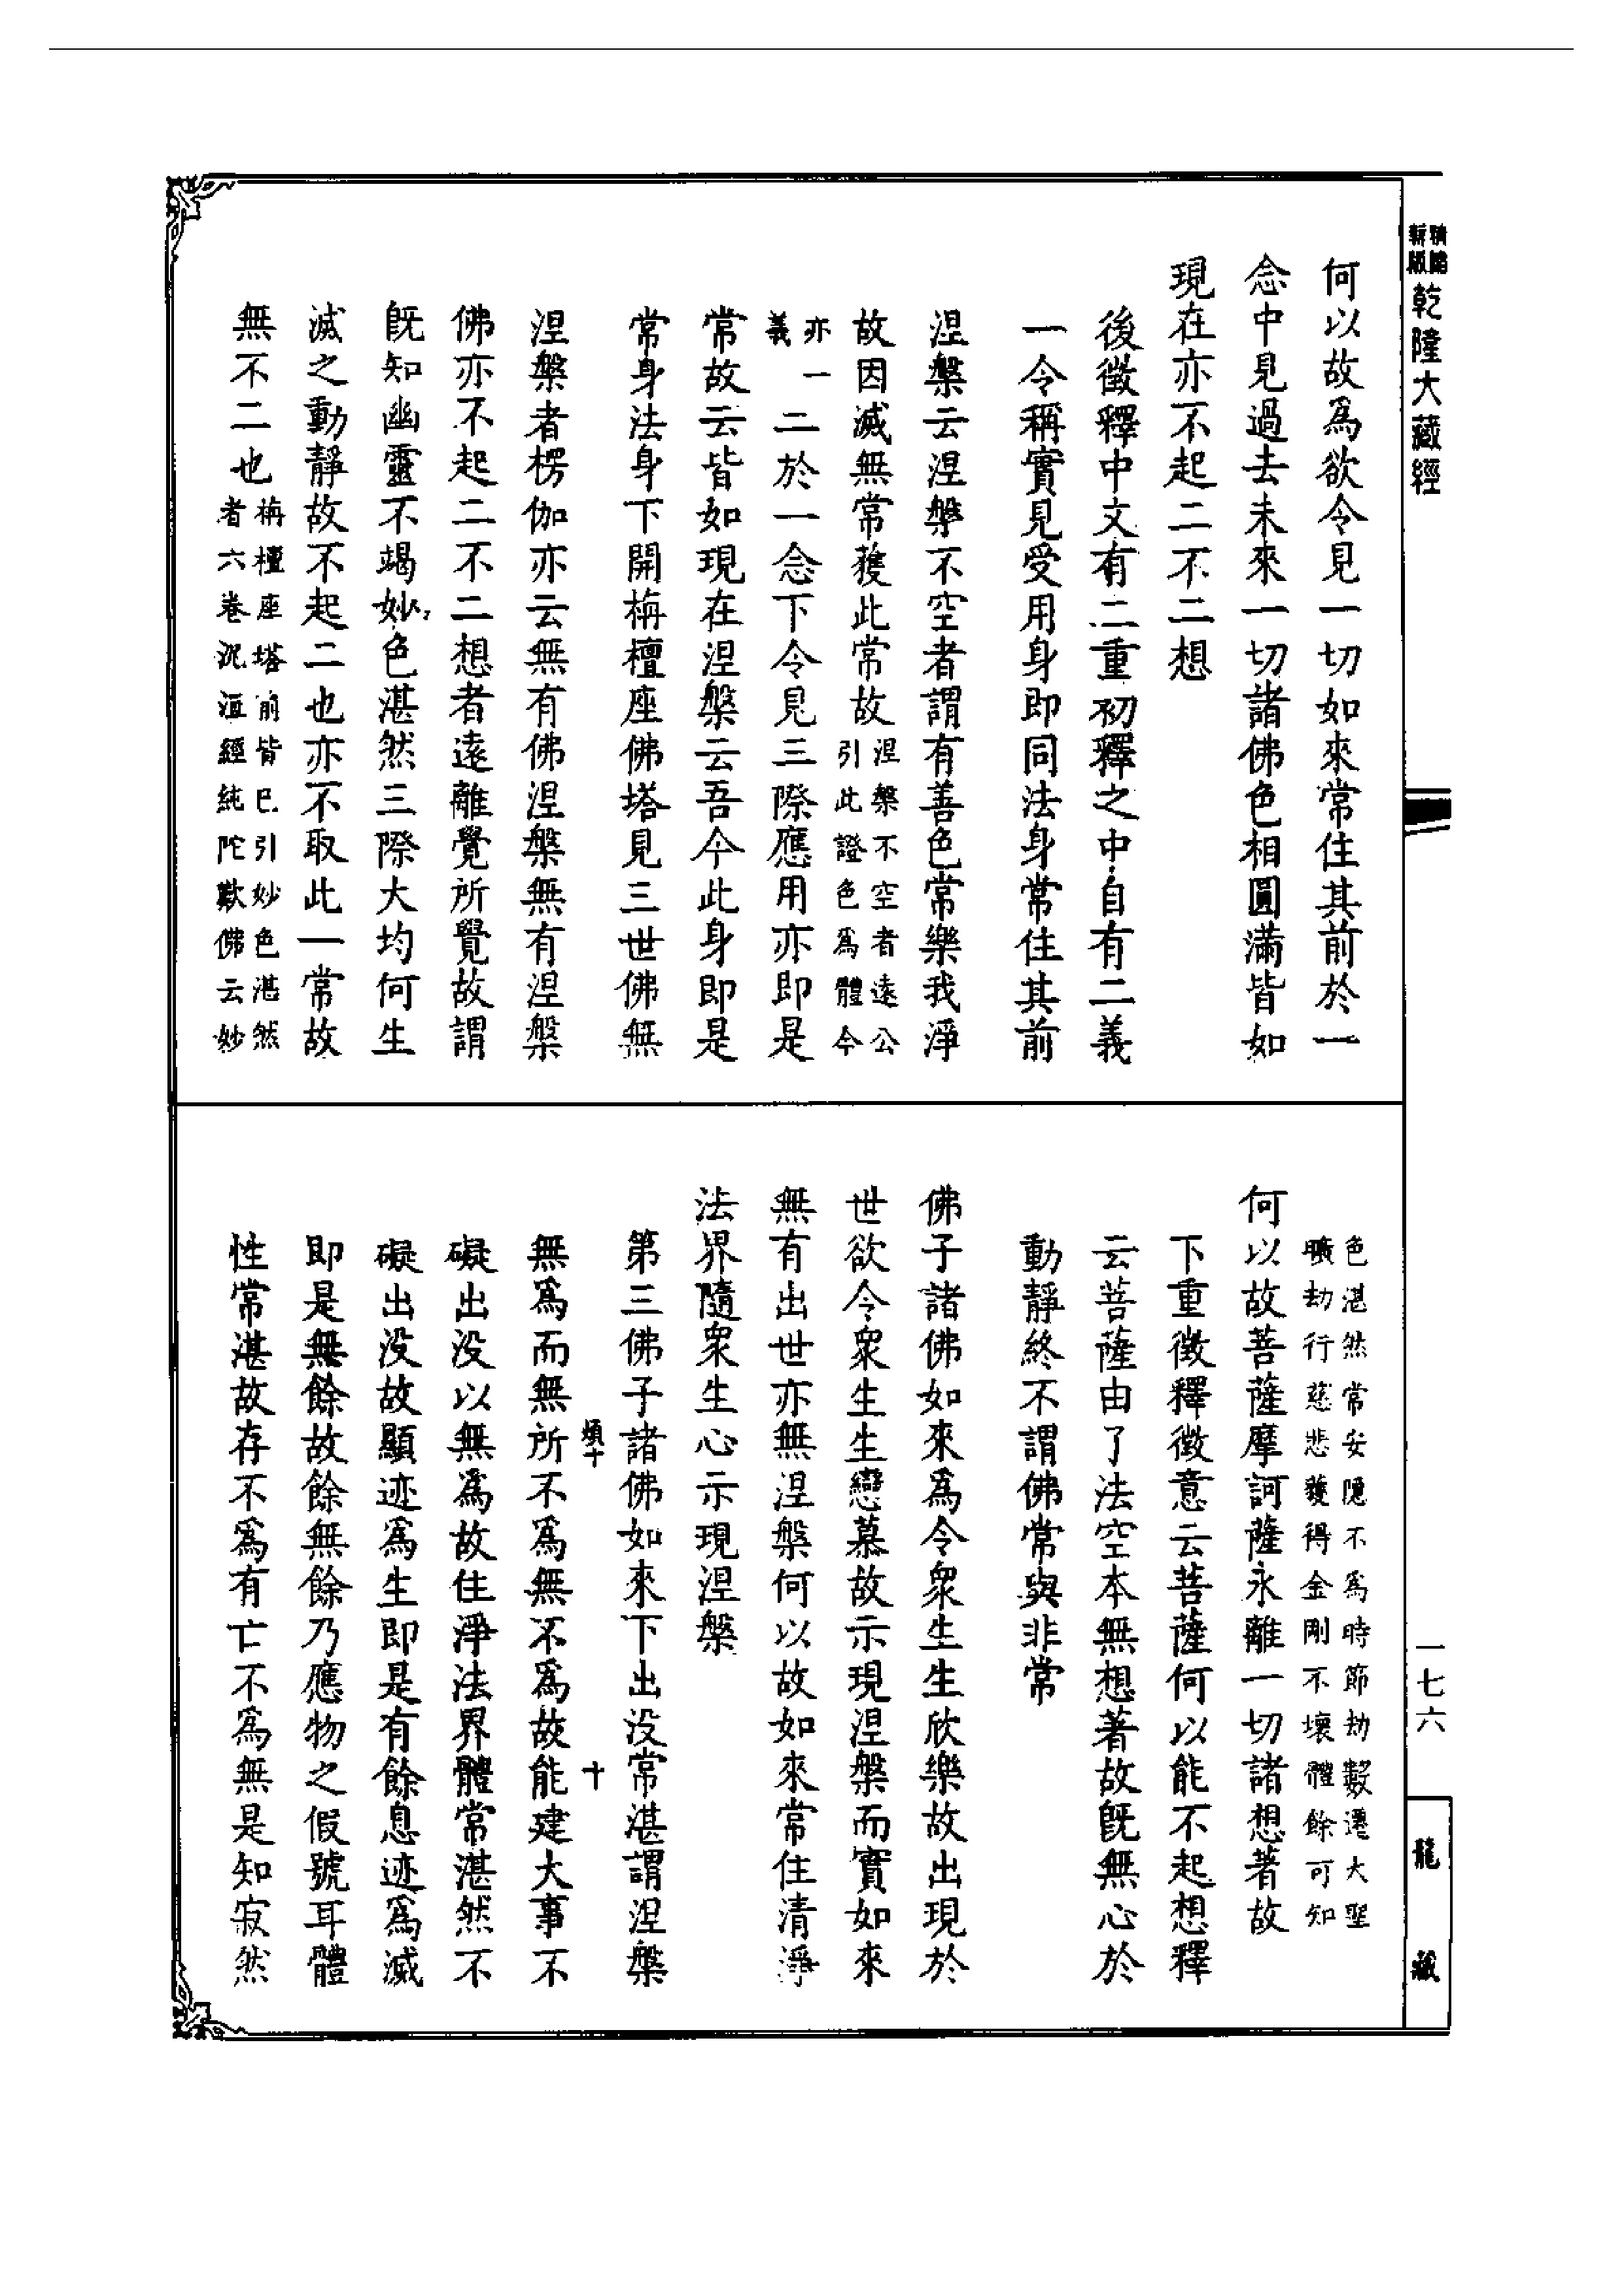 新版
精縮
乾隆大藏經
何以故爲欲令見一切如來常住其前於一
念中見過去未來一切諸佛色相圓滿皆如
現在亦不起二不二想
後徵釋中文有二重初釋之中自有二義
一令稱實見受用身即同法身常住其前
涅槃云涅槃不空者謂有善色常樂我淨
故因滅無常獲此常故涅槃不空者遠公
引此證色爲體今
亦一
義
二於一念下令見三際應用亦即是
常故云皆如現在涅槃云吾今此身即是
常身法身下開栴檀座佛塔見三世佛無
涅槃者楞伽亦云無有佛涅槃無有涅槃
佛亦不起二不二想者遠離覺所覺故謂
旣知幽靈不竭妙色湛然三際大均何生
滅之動靜故不起二也亦不取此一常故
無不二也栴檀座塔前皆已引妙色湛然
者六卷泥洹經純陀歎佛云妙
色湛然常安隱不爲時節劫數遷大聖
曠劫行慈悲獲得金剛不壞體餘可知
何以故菩薩摩訶薩永離一切諸想著故
下重徵釋徵意云菩薩何以能不起想釋
云菩薩由了法空本無想著故旣無心於
動靜終不謂佛常與非常
佛子諸佛如來爲令衆生生欣樂故出現於
世欲令衆生生戀慕故示現涅槃而實如來
無有出世亦無涅槃何以故如來常住清淨
法界隨衆生心示現涅槃
第三佛子諸佛如來下出没常湛謂涅槃
無爲而無所不爲無不爲故能建大事不
礙出没以無爲故住淨法界體常湛然不
礙出没故顯迹爲生即是有餘息迹爲滅
即是無餘故餘無餘乃應物之假號耳體
性常湛故存不爲有亡不爲無是知寂然
十
一七六
龍藏